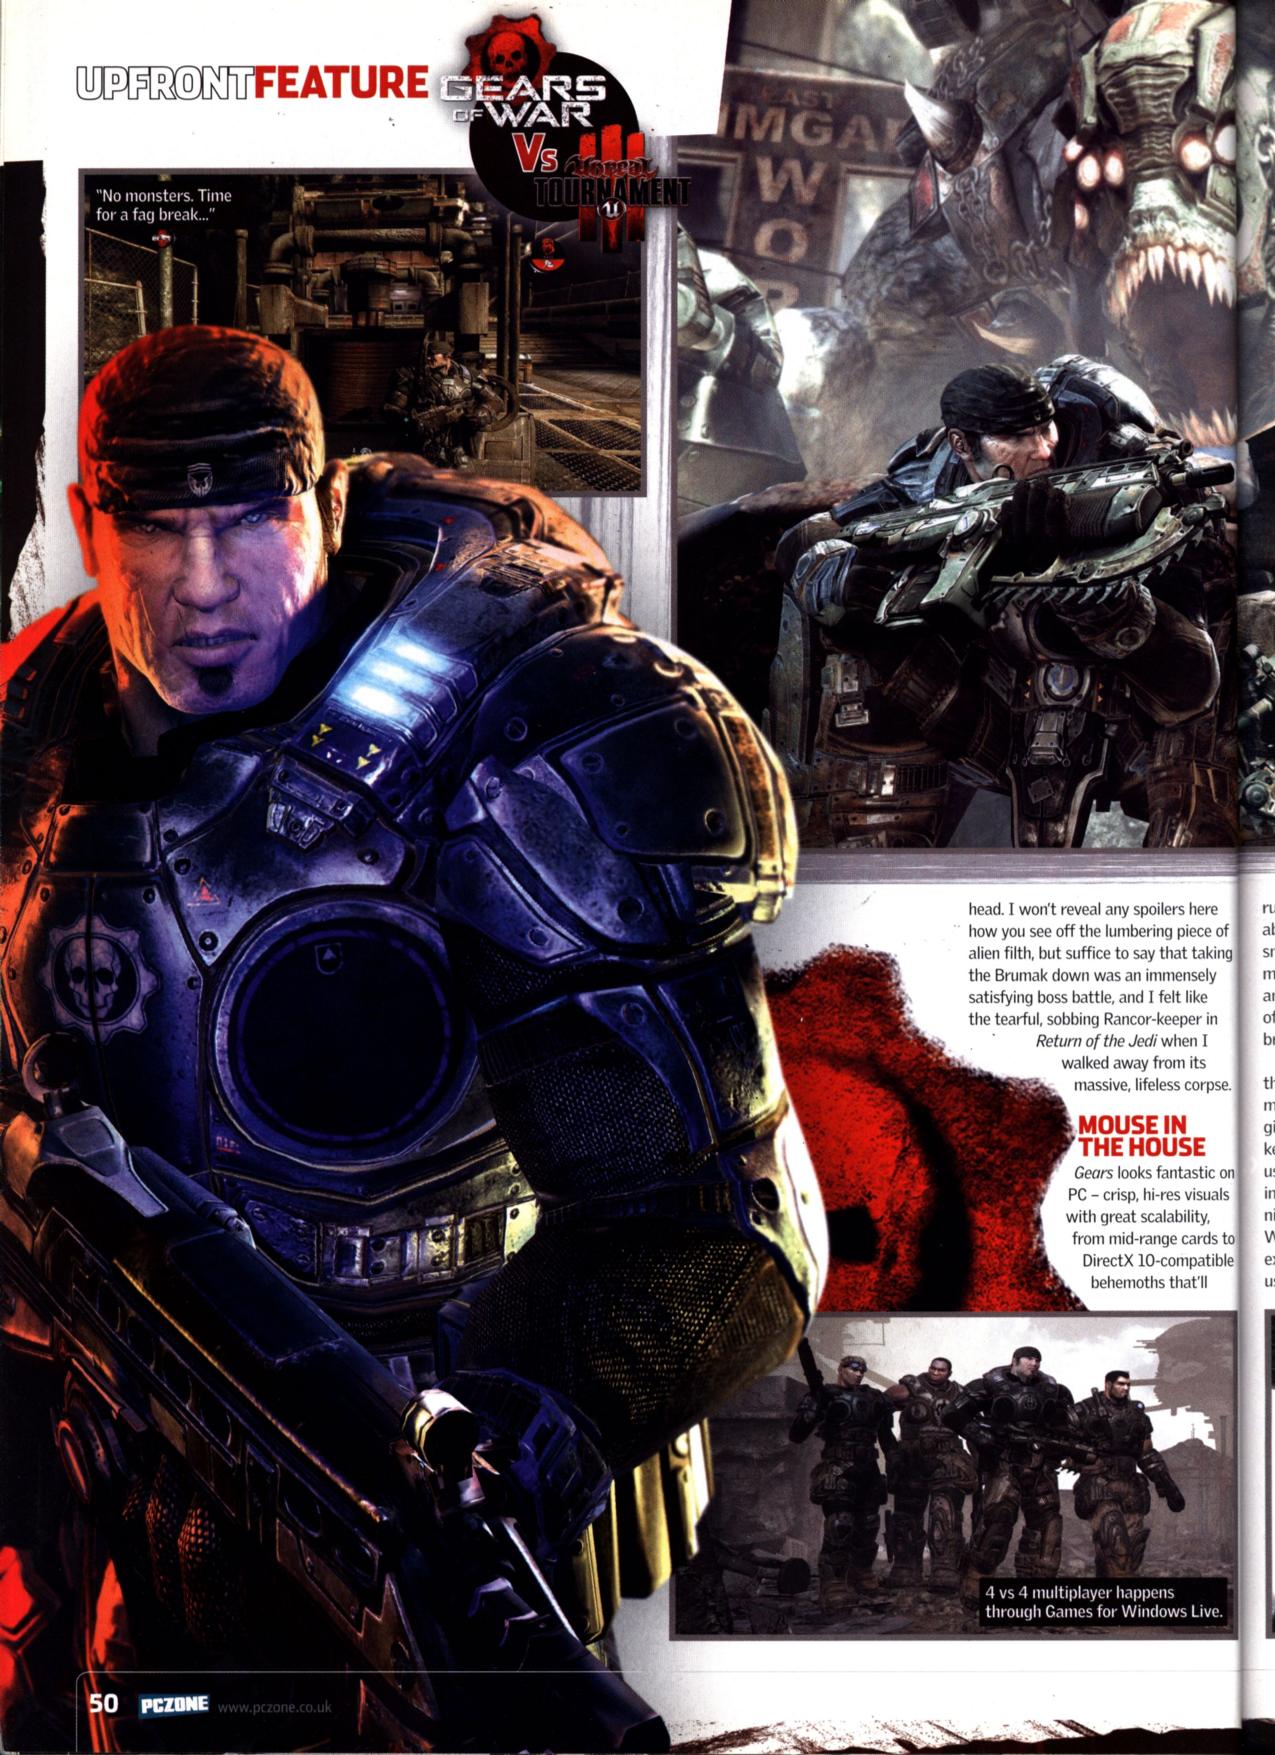 UPFRONTFEATURE
GEARS
OF WAR
Vs
Unreal
TOURNAMENT
III
"No monsters. Time
for a fag break..."
EAST
W
O
head. I won't reveal any spoilers here
how you see off the lumbering piece of
alien filth, but suffice to say that taking
the Brumak down was an immensely
satisfying boss battle, and I felt like
the tearful, sobbing Rancor-keeper in
Return of the Jedi when I
walked away from its
massive, lifeless corpse.
MOUSE IN
THE HOUSE
Gears looks fantastic on
PC – crisp, hi-res visuals
with great scalability,
from mid-range cards to
DirectX 10-compatible
behemoths that'll
4 vs 4 multiplayer happens
through Games for Windows Live.
50 PCZONE www.pczone.co.uk